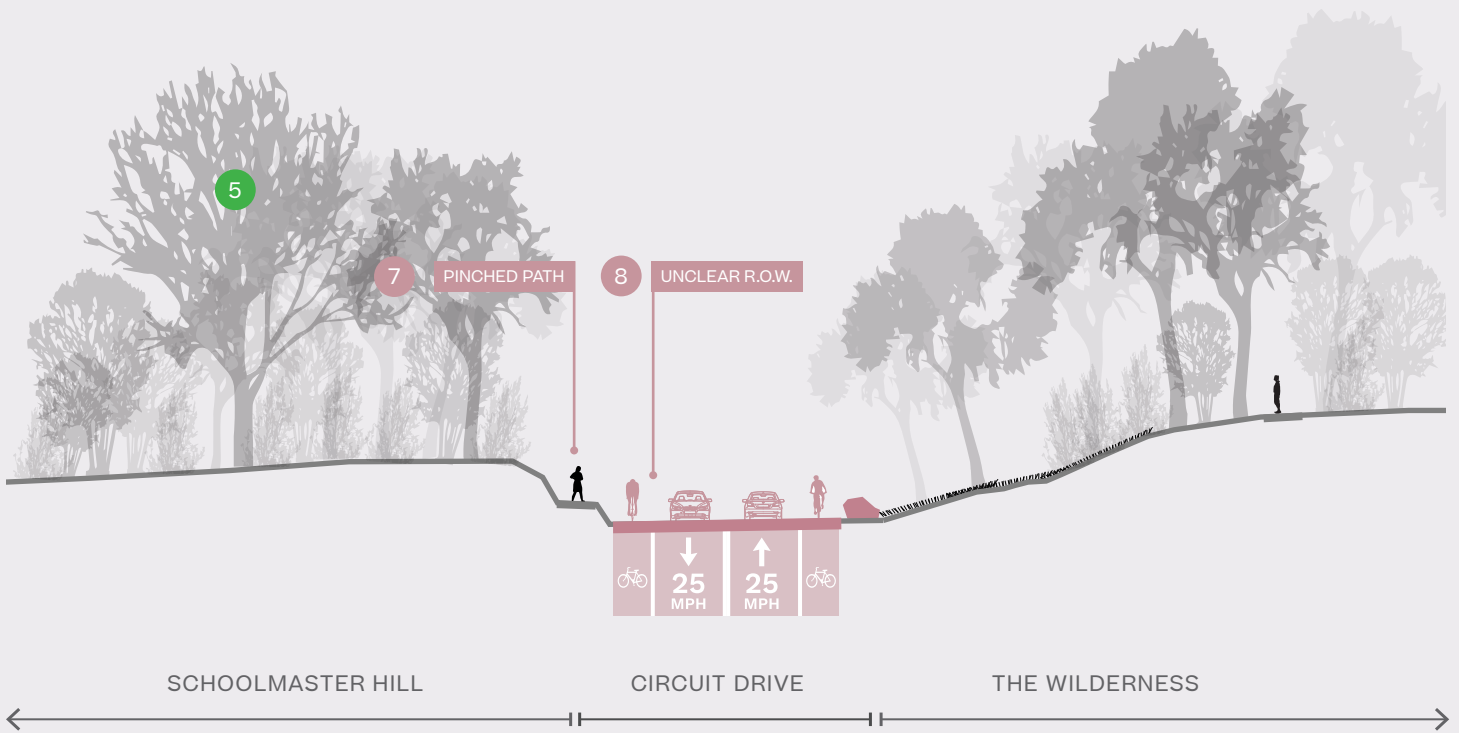 5
7
PINCHED PATH
8
UNCLEAR R.O.W.
25
MPH
25
MPH
SCHOOLMASTER HILL
CIRCUIT DRIVE
THE WILDERNESS